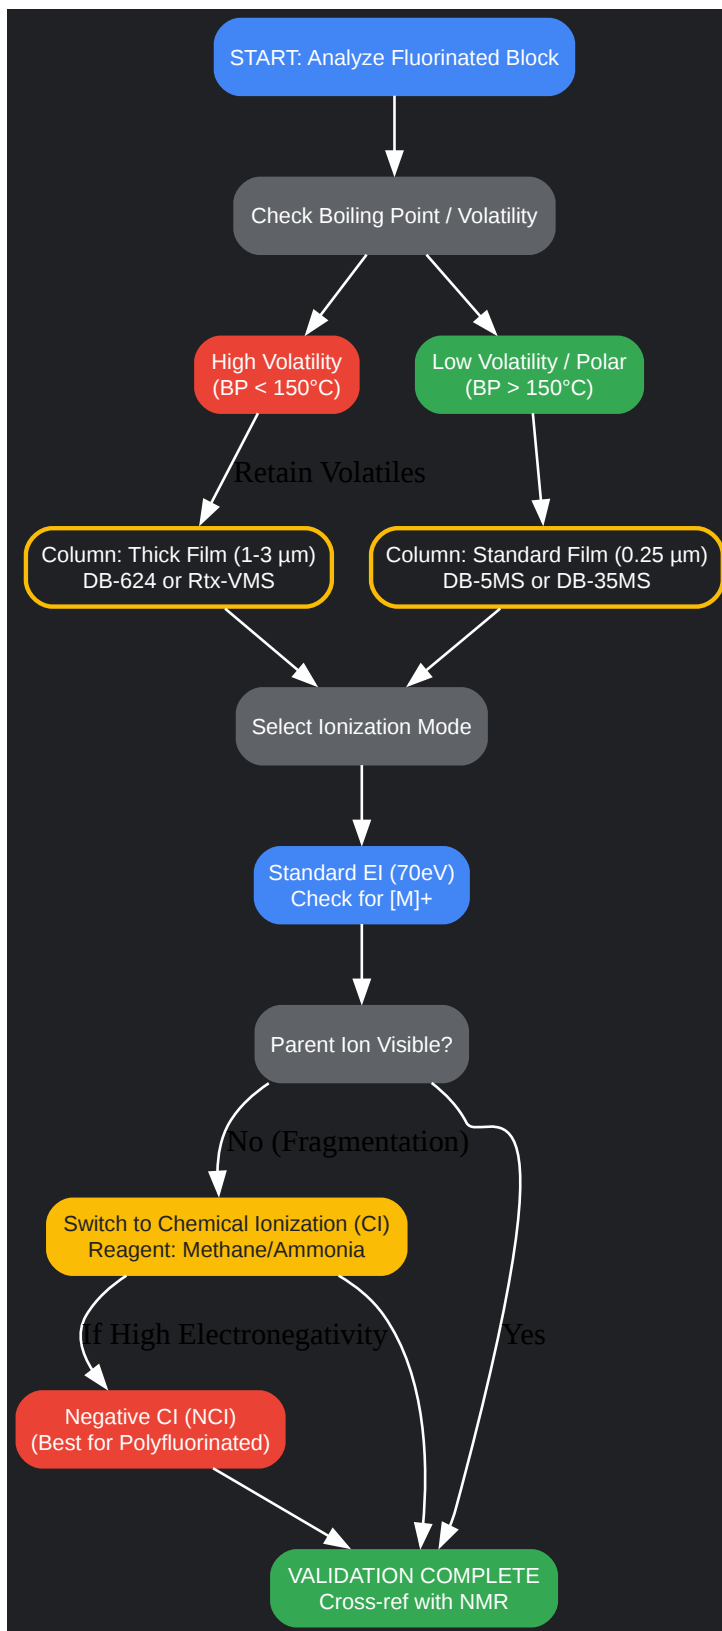 START: Analyze Fluorinated Block
Check Boiling Point / Volatility
High Volatility
(BP < 150°C)
Low Volatility / Polar
(BP > 150°C)
Retain Volatiles
Column: Thick Film (1-3 µm)
DB-624 or Rtx-VMS
Column: Standard Film (0.25 µm)
DB-5MS or DB-35MS
Select Ionization Mode
Standard EI (70eV)
Check for [M]+
Parent Ion Visible?
No (Fragmentation)
Switch to Chemical Ionization (CI)
Reagent: Methane/Ammonia
If High Electronegativity
Yes
Negative CI (NCI)
(Best for Polyfluorinated)
VALIDATION COMPLETE
Cross-ref with NMR